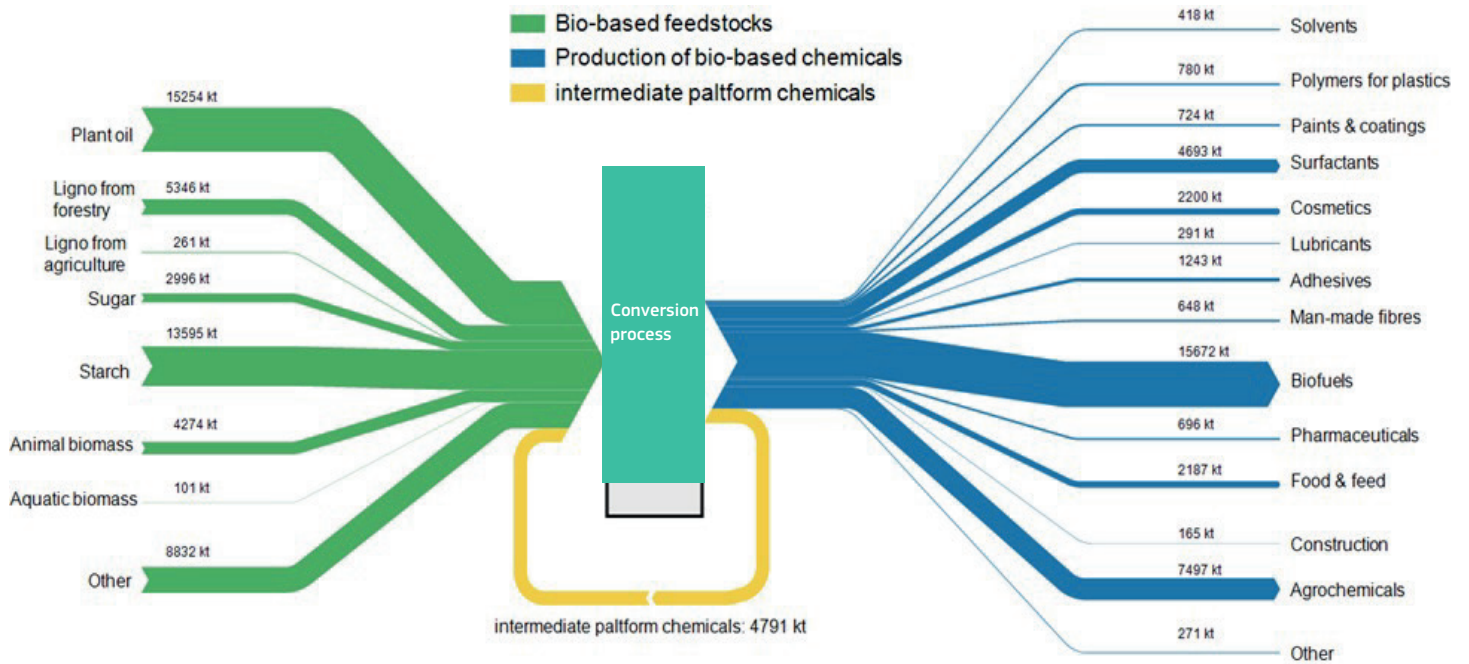 Bio-based feedstocks
Production of bio-based chemicals
intermediate paltform chemicals
15254 kt
Plant oil
5346 kt
Ligno from
forestry
261 kt
Ligno from
agriculture
2996 kt
Sugar
13595 kt
Starch
4274 kt
Animal biomass
101 kt
Aquatic biomass
8832 kt
Other
Conversion
process
intermediate paltform chemicals: 4791 kt
418 kt
Solvents
780 kt
Polymers for plastics
724 kt
Paints & coatings
4693 kt
Surfactants
2200 kt
Cosmetics
291 kt
Lubricants
1243 kt
Adhesives
648 kt
Man-made fibres
15672 kt
Biofuels
696 kt
Pharmaceuticals
2187 kt
Food & feed
165 kt
Construction
7497 kt
Agrochemicals
271 kt
Other